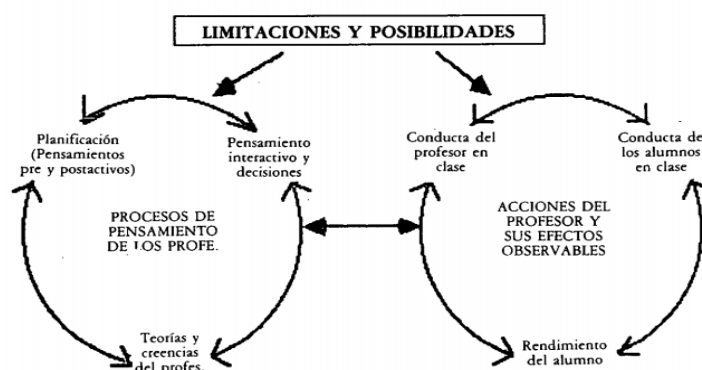 LIMITACIONES Y POSIBILIDADES
Planificación
(Pensamientos
pre y postactivos)
Pensamiento
interactivo y
decisiones
PROCESOS DE
PENSAMIENTO
DE LOS PROFE.
Teorías y
creencias
del profes.
Conducta del
profesor en
clase
Conducta de
los alumnos
en clase
ACCIONES DEL
PROFESOR Y
SUS EFECTOS
OBSERVABLES
Rendimiento
del alumno